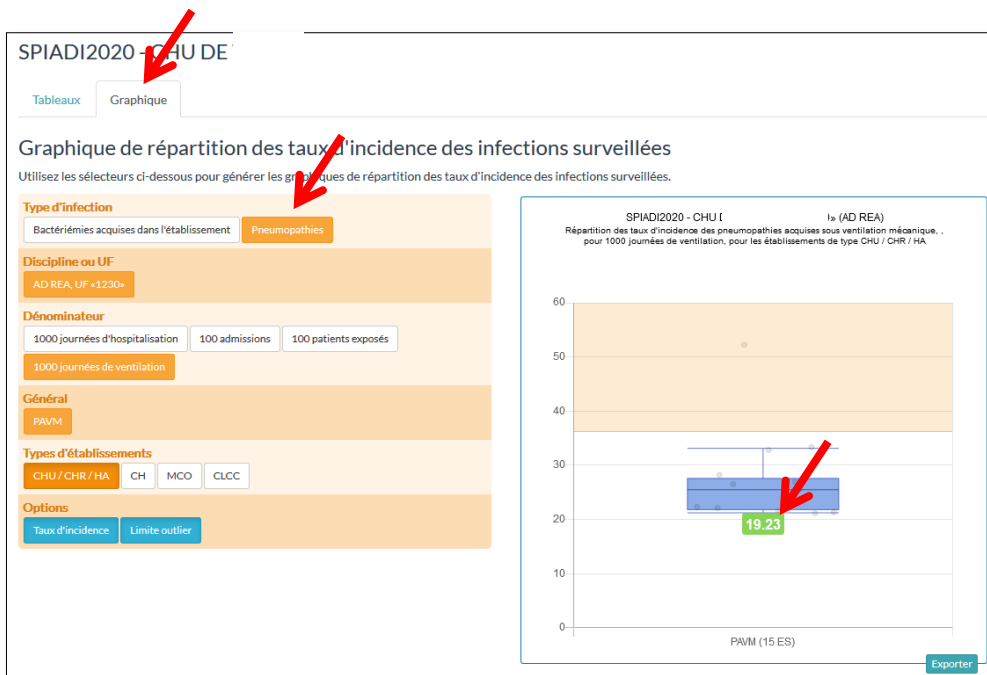 SPIADI2020 - CHU DE
Tableaux
Graphique
Graphique de répartition des taux d'incidence des infections surveillées
Utilisez les sélecteurs ci-dessous pour générer les graphiques de répartition des taux d'incidence des infections surveillées.
Type d'infection
Bactériémies acquises dans l'établissement
Pneumopathies
Discipline ou UF
AD REA, UF «1230»
Dénominateur
1000 journées d'hospitalisation
100 admissions
100 patients exposés
1000 journées de ventilation
Général
PAVM
Types d'établissements
CHU / CHR / HA
CH
MCO
CLCC
Options
Taux d'incidence
Limite outlier
SPIADI2020 - CHU » (AD REA)
Répartition des taux d'incidence des pneumopathies acquises sous ventilation mécanique, ,
pour 1000 journées de ventilation, pour les établissements de type CHU / CHR / HA
60
50
40
30
20
10
0
19.23
PAVM (15 ES)
Exporter